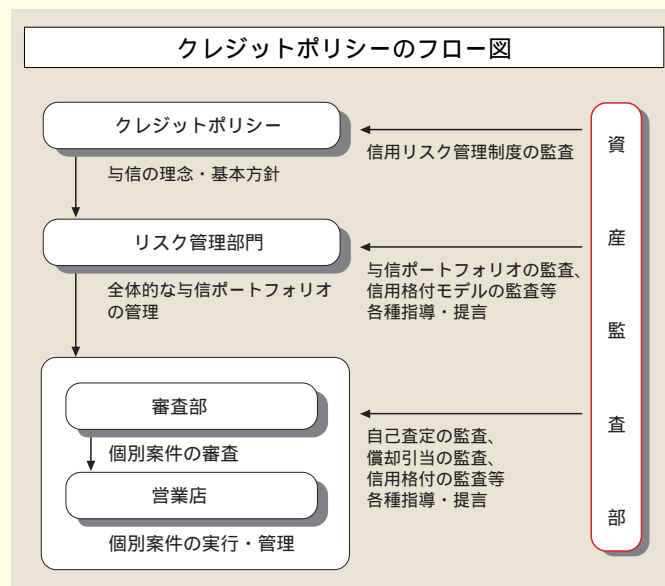 クレジットポリシーのフロー図
クレジットポリシー
与信の理念・基本方針
信用リスク管理制度の監査
リスク管理部門
全体的な与信ポートフォリオ
の管理
与信ポートフォリオの監査、
信用格付モデルの監査等
各種指導・提言
審査部
個別案件の審査
営業店
個別案件の実行・管理
自己査定の監査、
償却引当の監査、
信用格付の監査等
各種指導・提言
資産監査部